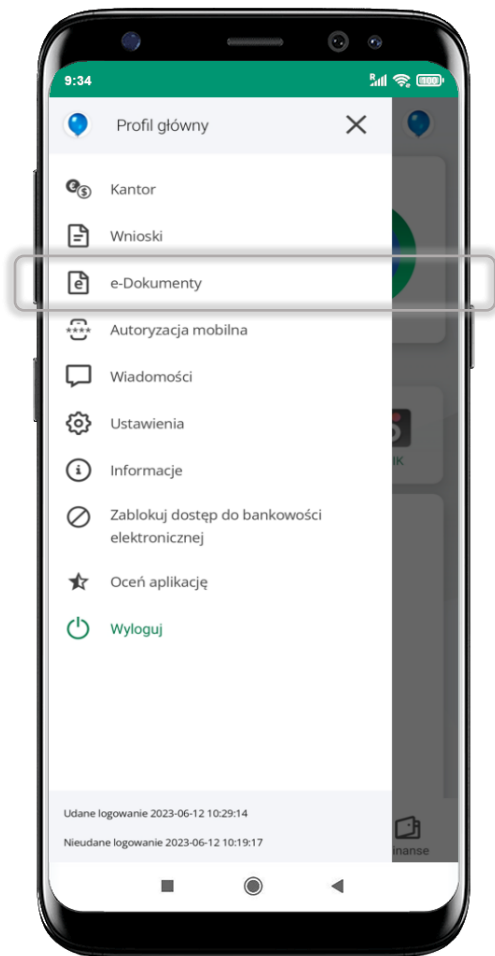 9:34
Profil główny
Kantor
Wnioski
e-Dokumenty
Autoryzacja mobilna
Wiadomości
Ustawienia
Informacje
Zablokuj dostęp do bankowości
elektronicznej
Oceń aplikację
Wyloguj
Udane logowanie 2023-06-12 10:29:14
Nieudane logowanie 2023-06-12 10:19:17